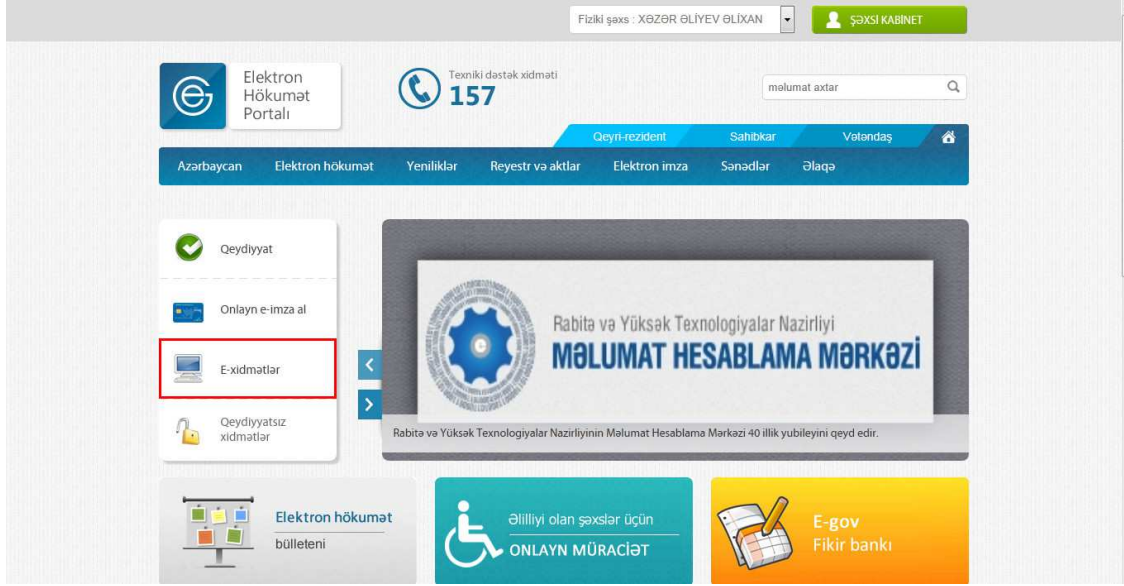 Fiziki şəxs : XƏZƏR ƏLİYEV ƏLİXAN
ŞƏXSİ KABİNET
Elektron
Hökumət
Portalı
Texniki dəstək xidməti
157
məlumat axtar
Qeyri-rezident
Sahibkar
Vətəndaş
Azərbaycan
Elektron hökumət
Yeniliklər
Reyestr və aktlar
Elektron imza
Sənədlər
Əlaqə
Qeydiyyat
Onlayn e-imza al
E-xidmətlər
Qeydiyyatsız
xidmətlər
Rabitə və Yüksək Texnologiyalar Nazirliyi
MƏLUMAT HESABLAMA MƏRKƏZİ
Rabitə və Yüksək Texnologiyalar Nazirliyinin Məlumat Hesablama Mərkəzi 40 illik yubileyini qeyd edir.
Elektron hökumət
bülleteni
Əlilliyi olan şəxslər üçün
ONLAYN MÜRACİƏT
E-gov
Fikir bankı